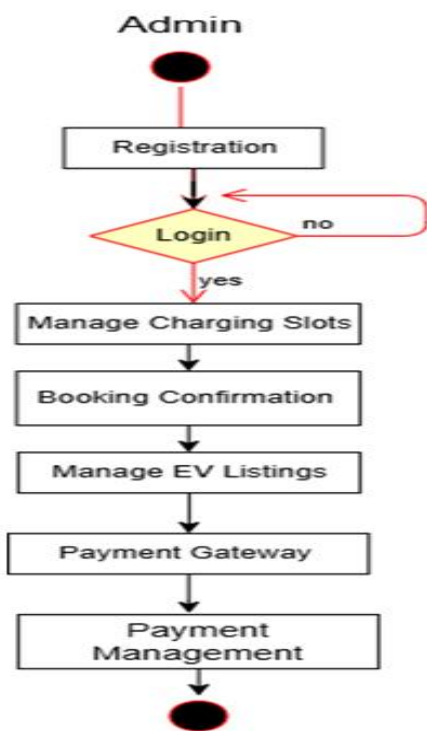 Admin
Registration
Login
no
yes
Manage Charging Slots
Booking Confirmation
Manage EV Listings
Payment Gateway
Payment
Management